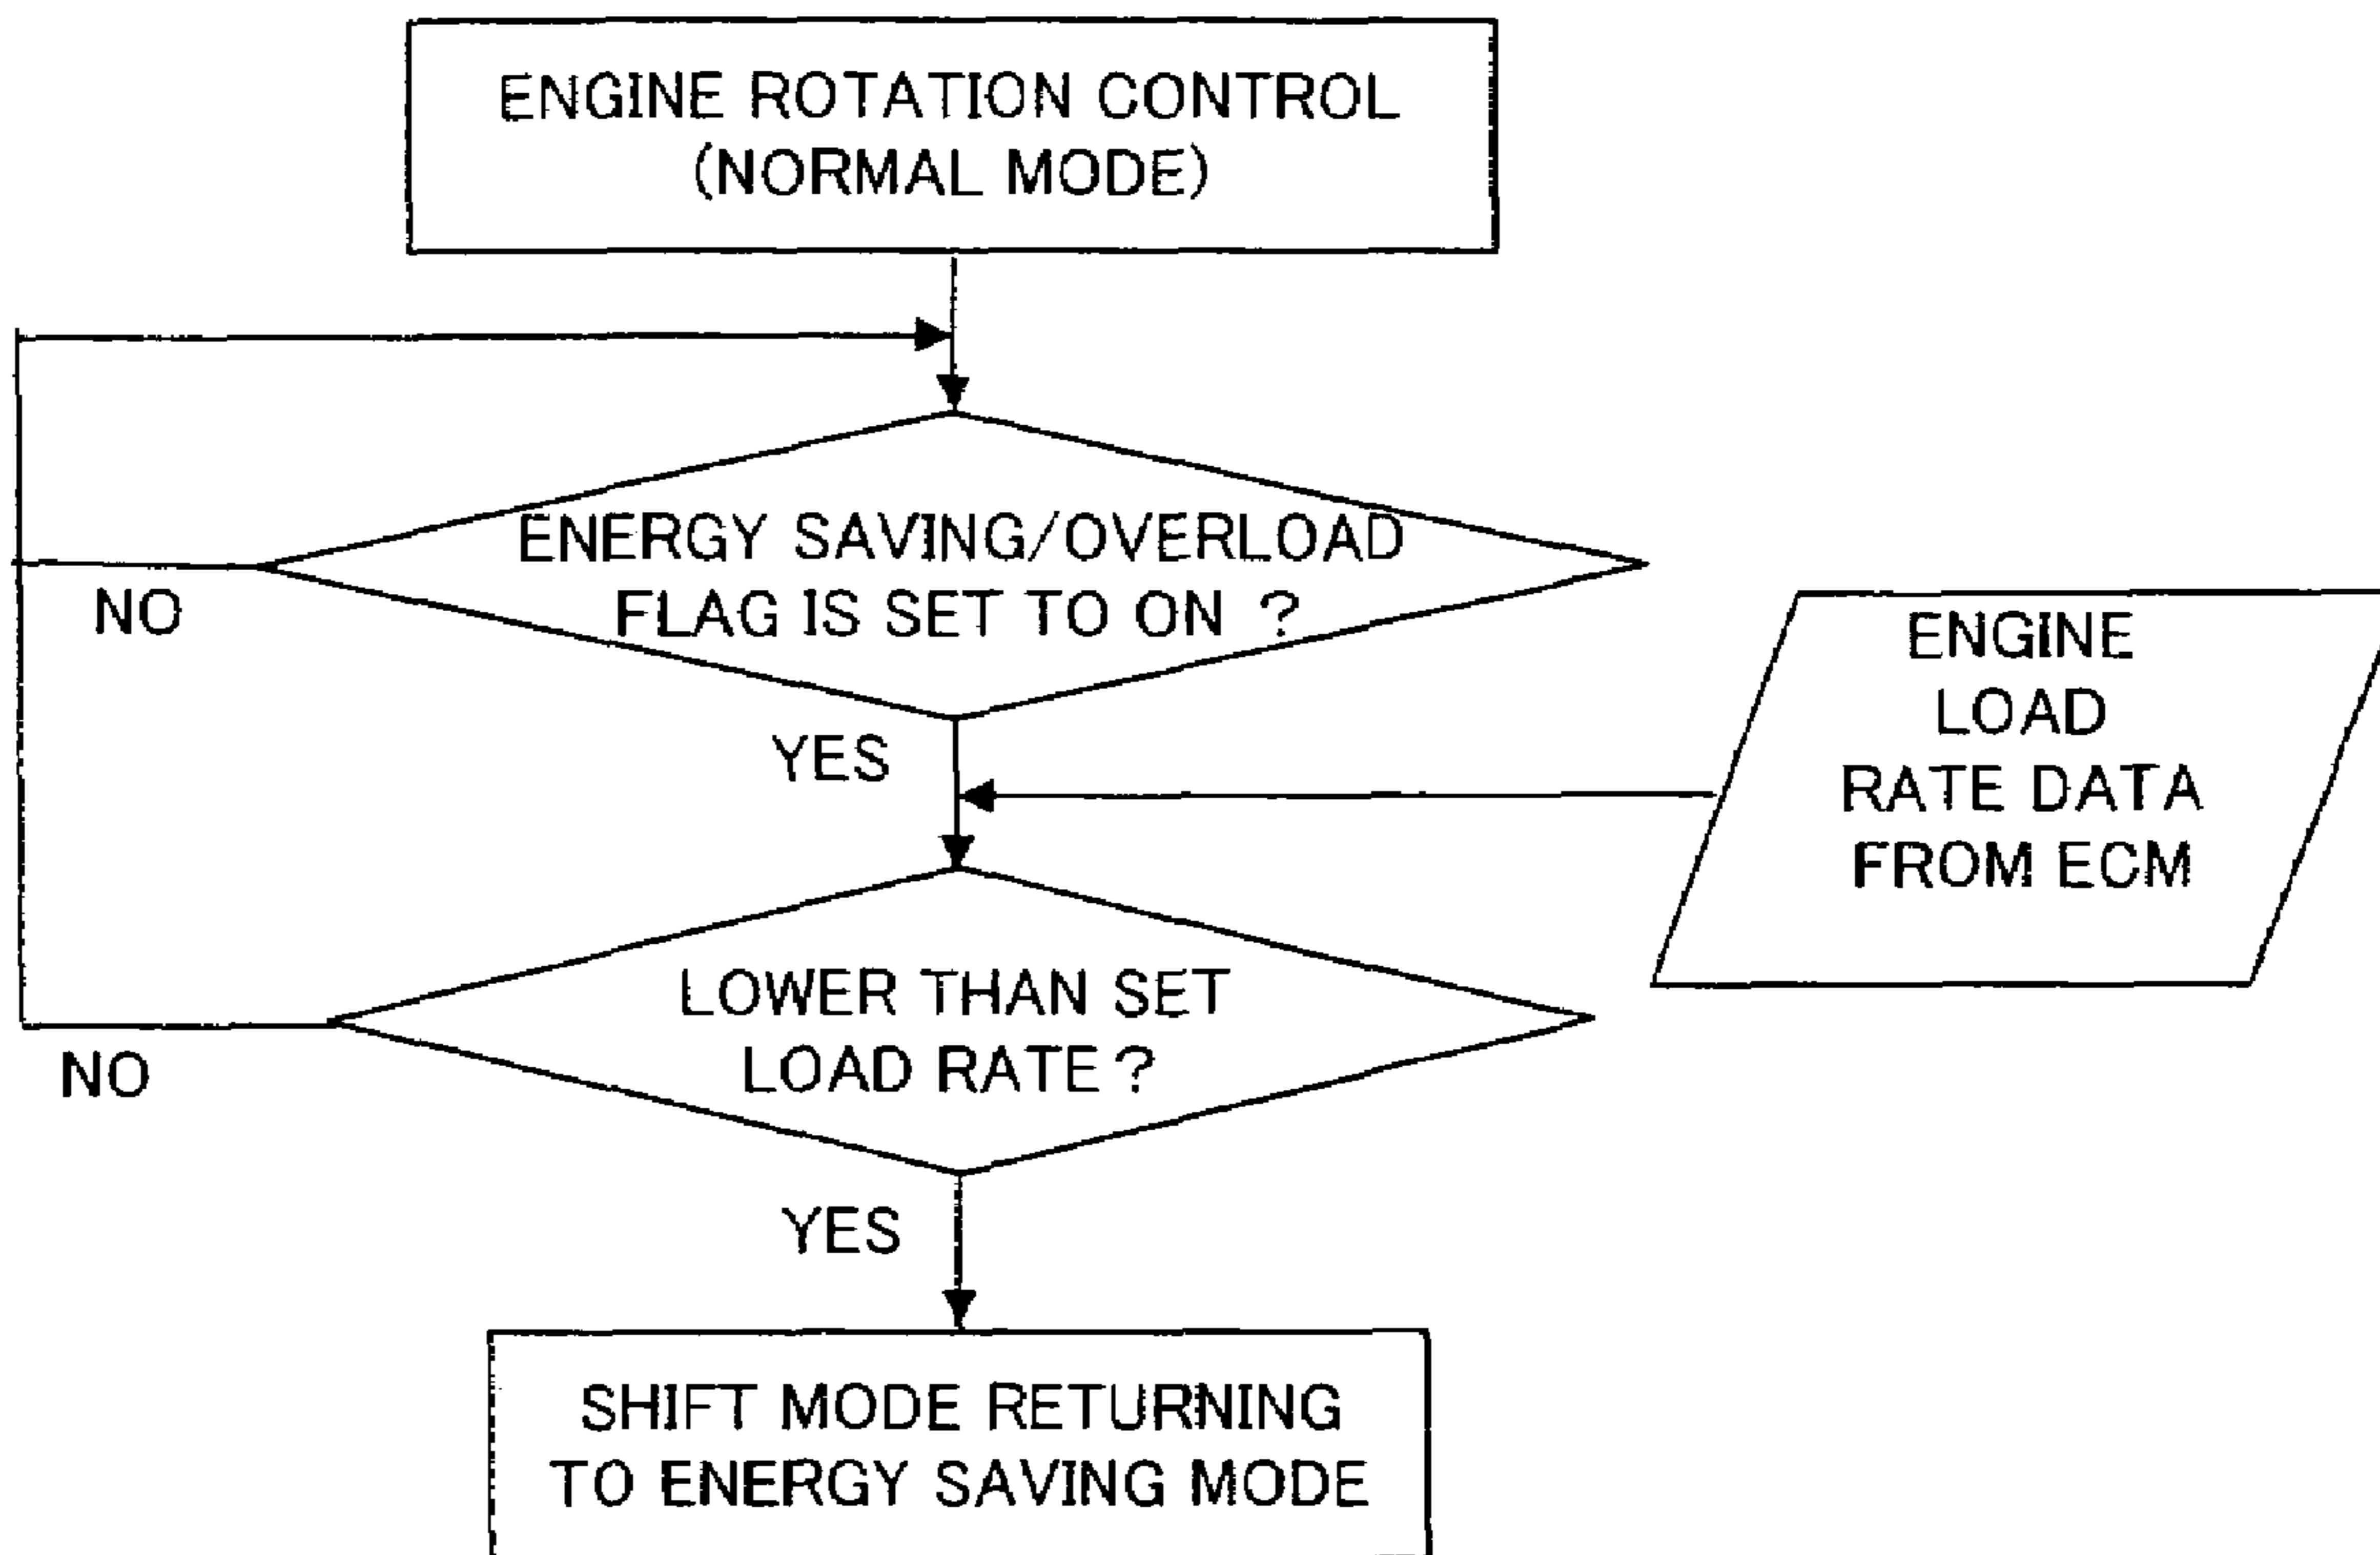 ENGINE ROTATION CONTROL
(NORMAL MODE)
ENERGY SAVING/OVERLOAD
FLAG IS SET TO ON ?
NO
YES
ENGINE
LOAD
RATE DATA
FROM ECM
LOWER THAN SET
LOAD RATE?
NO
YES
SHIFT MODE RETURNING
TO ENERGY SAVING MODE